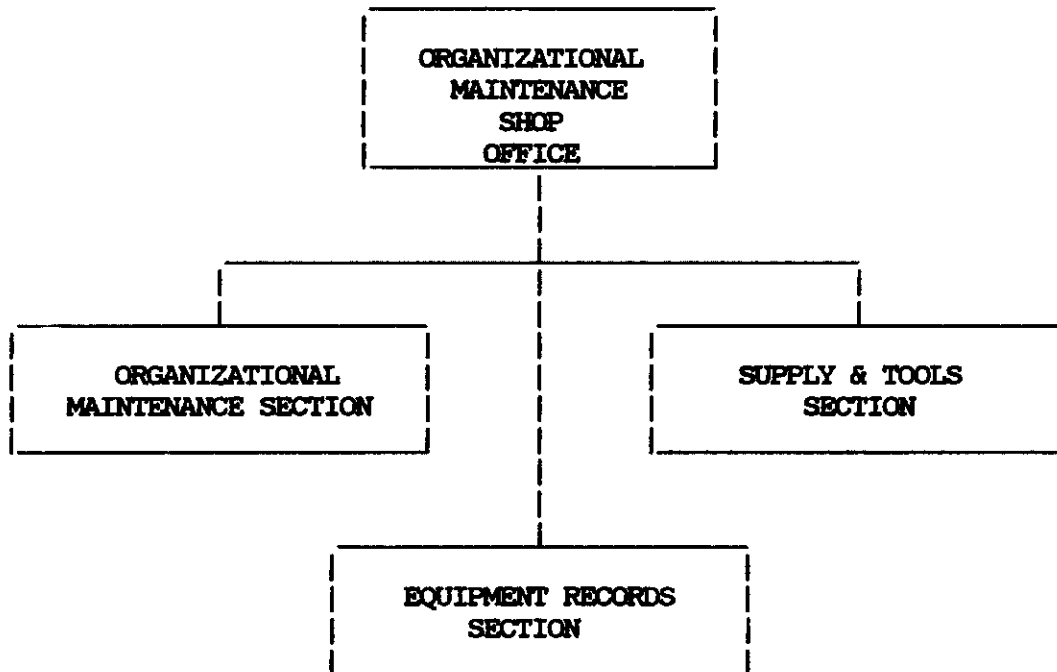 ORGANIZATIONAL
MAINTENANCE
SHOP
OFFICE
ORGANIZATIONAL
MAINTENANCE SECTION
SUPPLY & TOOLS
SECTION
EQUIPMENT RECORDS
SECTION